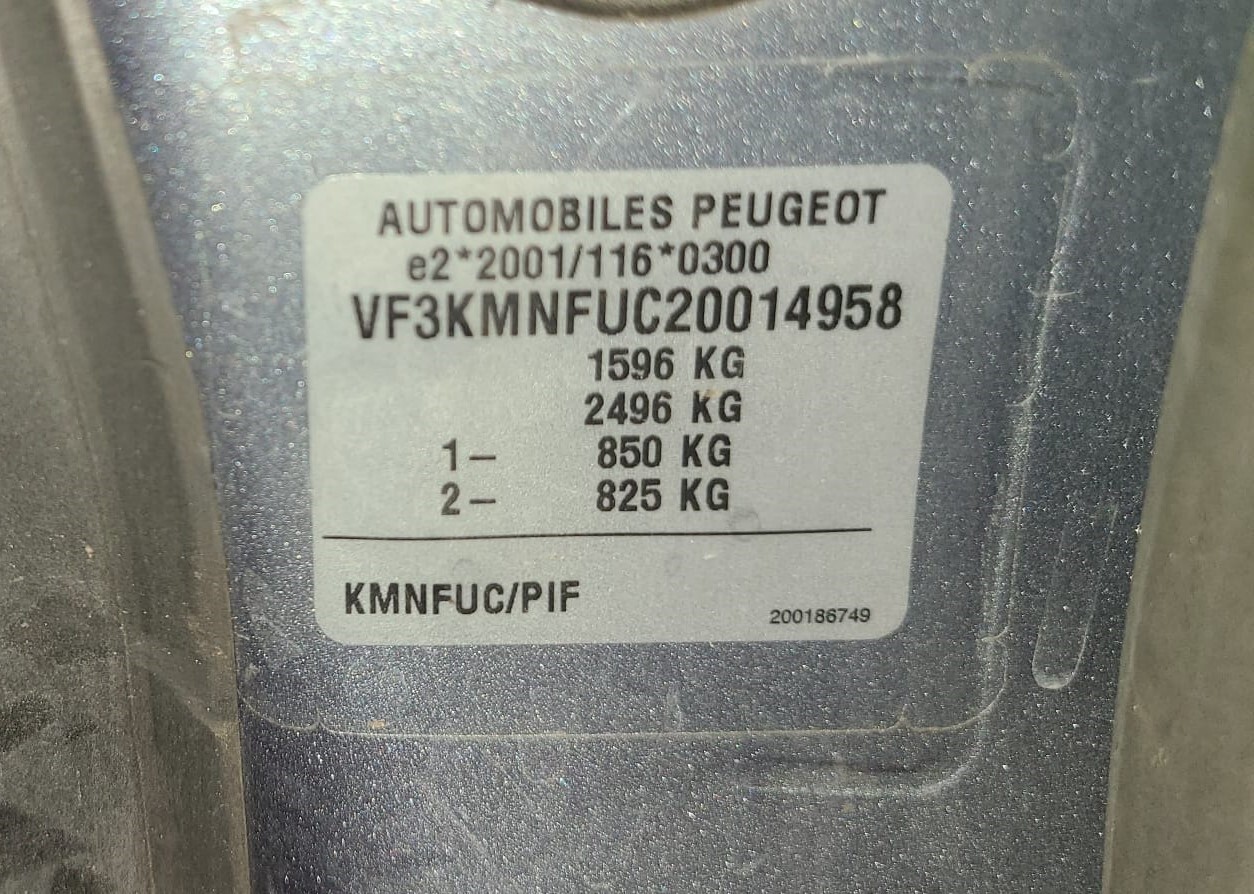 AUTOMOBILES PEUGEOT
e2*2001/116*0300
VF3KMNFUC20014958
1596 KG
2496 KG
1– 850 KG
2– 825 KG
KMNFUC/PIF
200186749